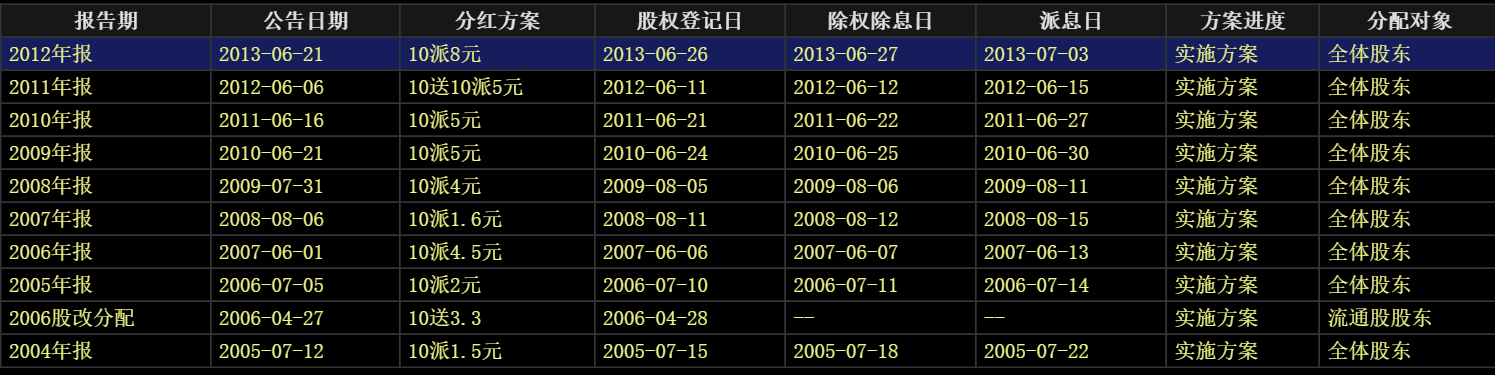 报告期 公告日期 分红方案 股权登记日 除权除息日 派息日 方案进度 分配对象
2012年报 2013-06-21 10派8元 2013-06-26 2013-06-27 2013-07-03 实施方案 全体股东
2011年报 2012-06-06 10送10派5元 2012-06-11 2012-06-12 2012-06-15 实施方案 全体股东
2010年报 2011-06-16 10派5元 2011-06-21 2011-06-22 2011-06-27 实施方案 全体股东
2009年报 2010-06-21 10派5元 2010-06-24 2010-06-25 2010-06-30 实施方案 全体股东
2008年报 2009-07-31 10派4元 2009-08-05 2009-08-06 2009-08-11 实施方案 全体股东
2007年报 2008-08-06 10派1.6元 2008-08-11 2008-08-12 2008-08-15 实施方案 全体股东
2006年报 2007-06-01 10派4.5元 2007-06-06 2007-06-07 2007-06-13 实施方案 全体股东
2005年报 2006-07-05 10派2元 2006-07-10 2006-07-11 2006-07-14 实施方案 全体股东
2006股改分配 2006-04-27 10送3.3 2006-04-28 -- -- 实施方案 流通股股东
2004年报 2005-07-12 10派1.5元 2005-07-15 2005-07-18 2005-07-22 实施方案 全体股东